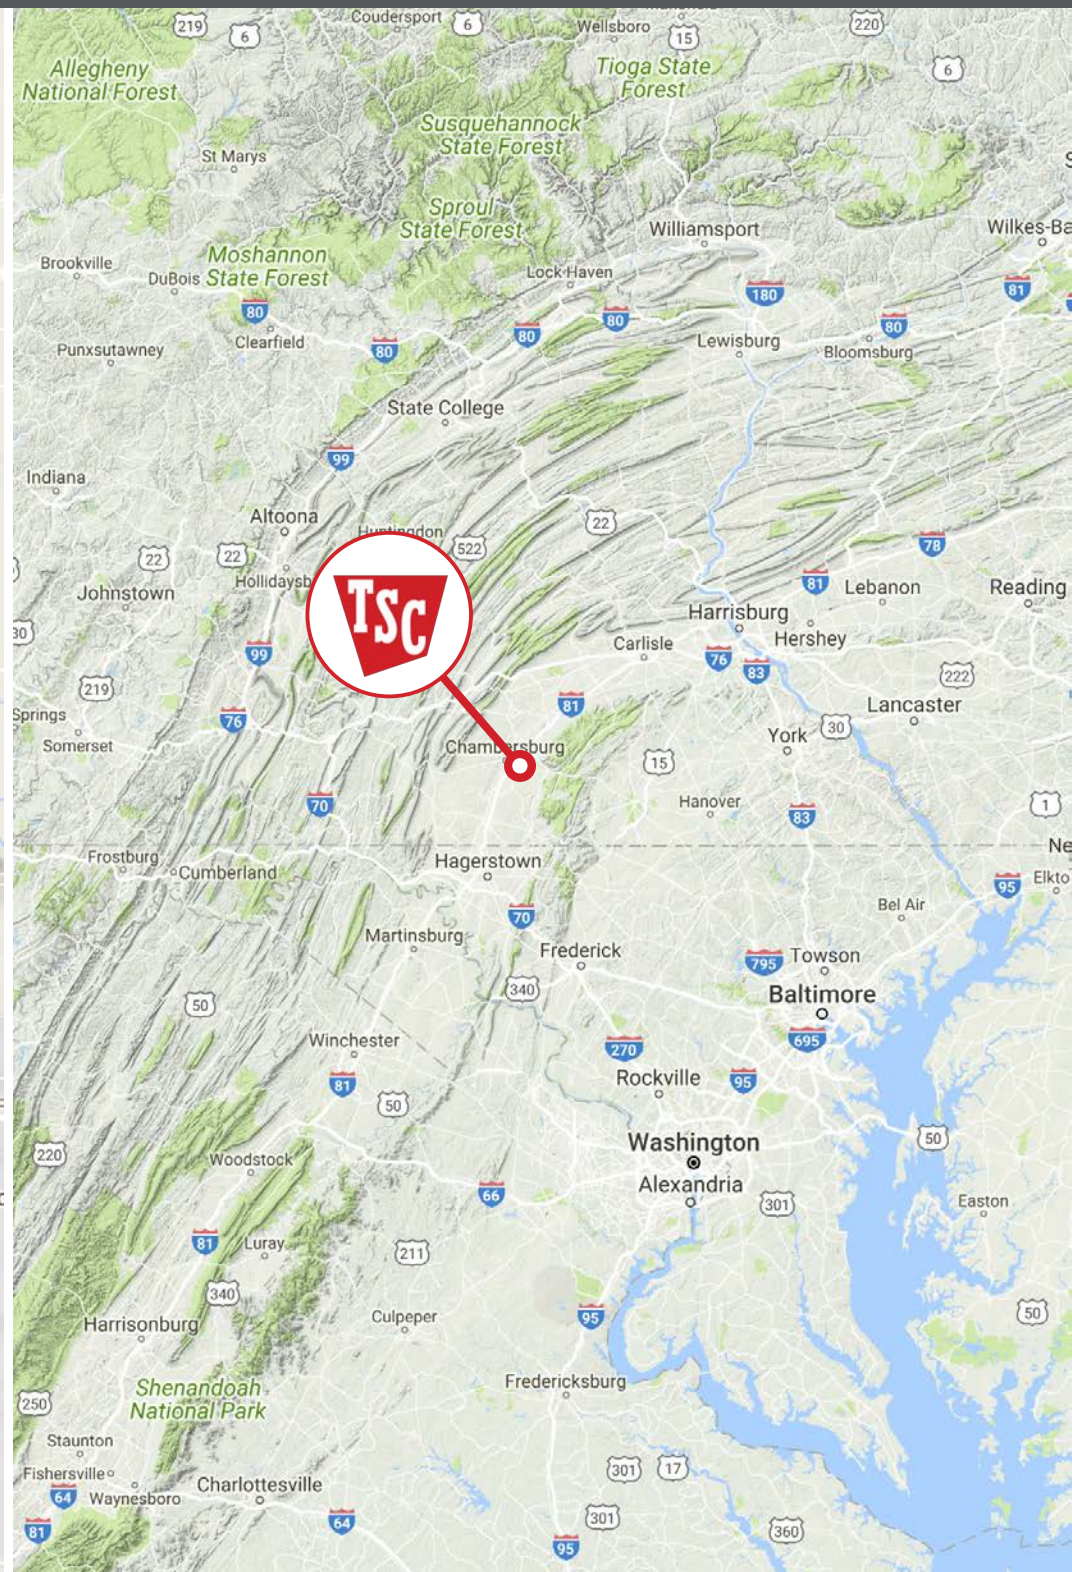 219
6
Coudersport
6
Wellsboro
15
220
6
Allegheny
National Forest
Tioga State
Forest
Susquehannock
State Forest
St Marys
Sproul
State Forest
Williamsport
Wilkes-Ba
Moshannon
State Forest
Brookville
DuBois
Lock Haven
180
81
80
80
80
80
80
Clearfield
Punxsutawney
Lewisburg
Bloomsburg
State College
99
Indiana
Altoona
Huntingdon
522
22
22
22
78
Hollidaysb
81
Lebanon
Reading
Johnstown
TSC
Harrisburg
Hershey
30
Carlisle
99
76
83
222
219
81
Lancaster
Springs
76
Somerset
Chambersburg
York
30
15
70
Hanover
83
1
Frostburg
Cumberland
Hagerstown
Ne
Elkto
95
70
Bel Air
Martinsburg
Frederick
795
Towson
340
Baltimore
50
Winchester
270
695
81
Rockville
95
50
220
Woodstock
Washington
50
Alexandria
66
301
Easton
81
Luray
211
340
Harrisonburg
Culpeper
95
50
Shenandoah
National Park
Fredericksburg
250
Staunton
Fishersville
64
Waynesboro
Charlottesville
301
17
81
64
301
95
360